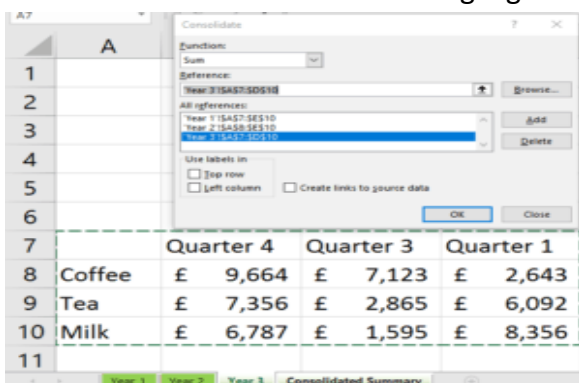 A7
Consolidate ? ×
Function:
Sum
Reference:
'Year 3'!$A$7:$D$10 Browse...
All references:
'Year 1'!$A$7:$E$10 Add
'Year 2'!$A$8:$E$10
'Year 3'!$A$7:$D$10 Delete
Use labels in
Top row
Left column Create links to source data
OK Close
A
1
2
3
4
5
6
7 Quarter 4 Quarter 3 Quarter 1
8 Coffee £ 9,664 £ 7,123 £ 2,643
9 Tea £ 7,356 £ 2,865 £ 6,092
10 Milk £ 6,787 £ 1,595 £ 8,356
11
Year 1 Year 2 Year 3 Consolidated Summary